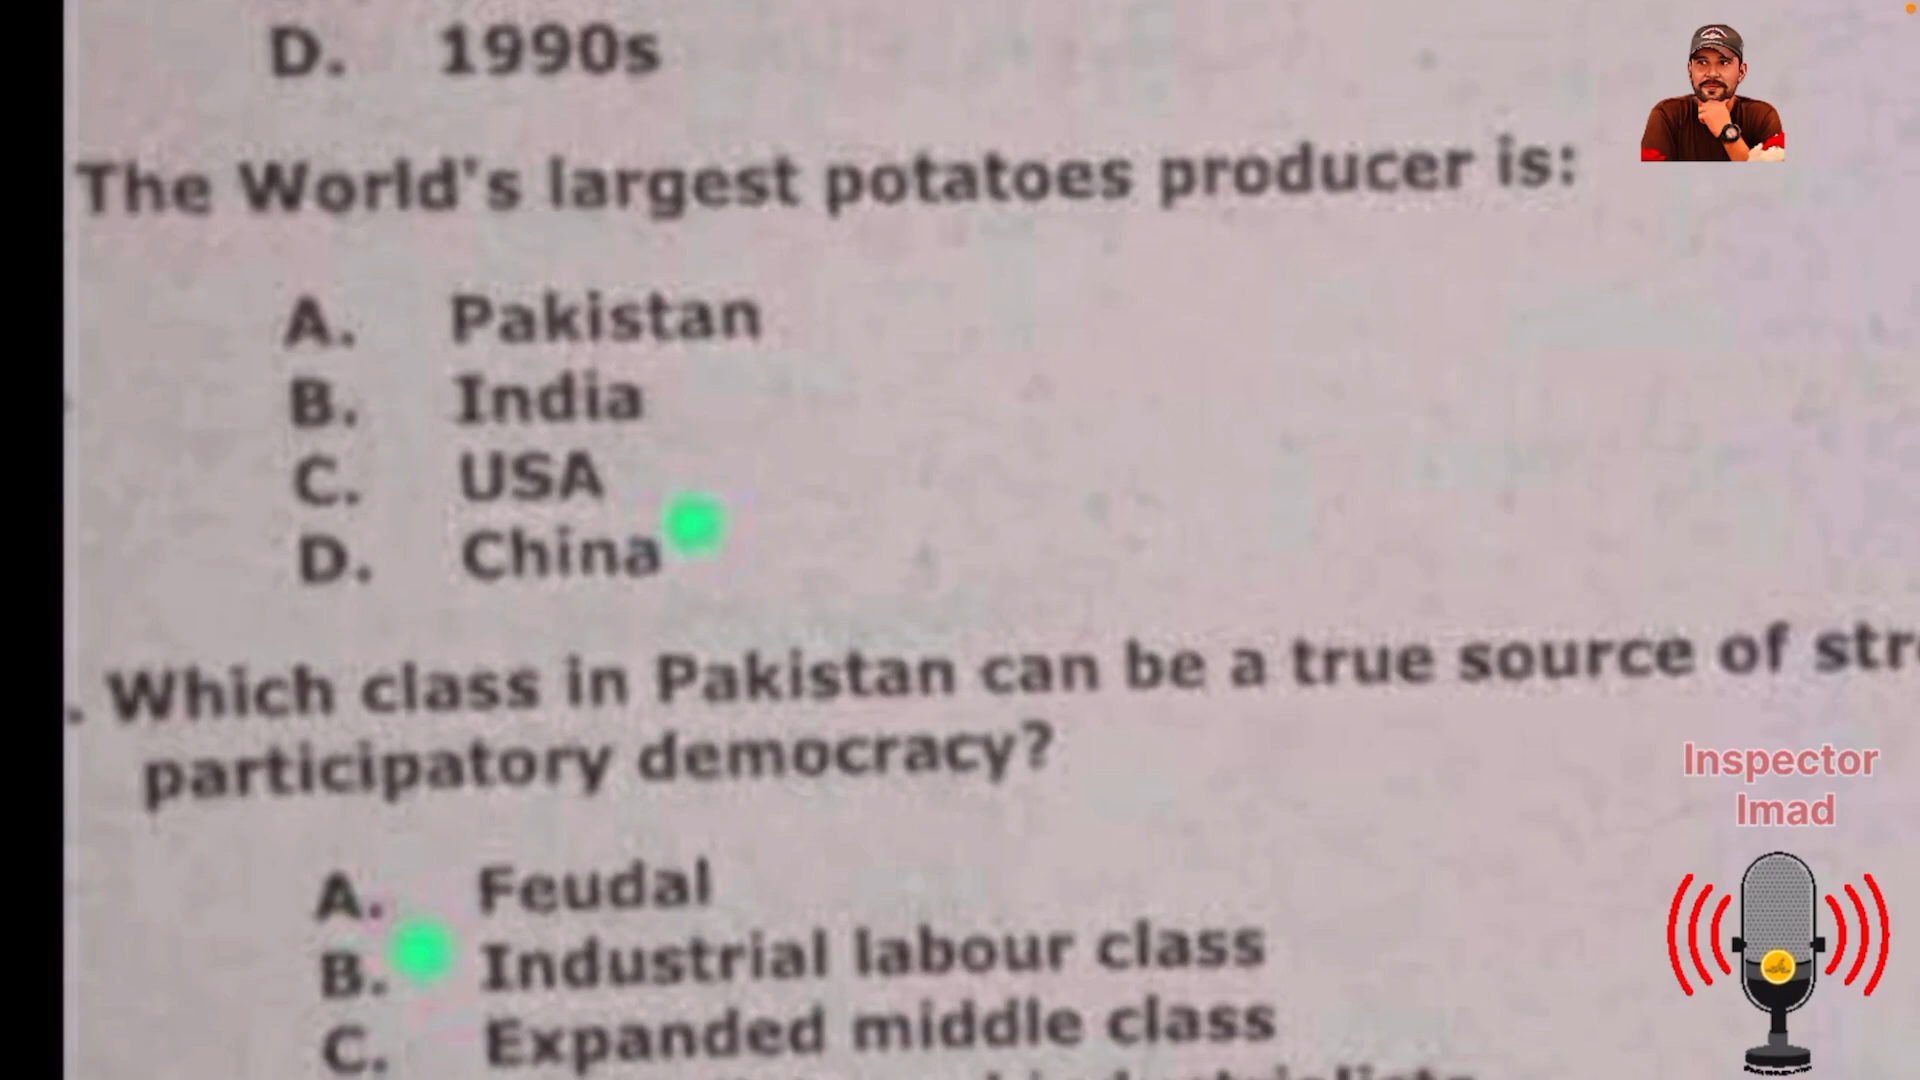 D. 1990s
The World's largest potatoes producer is:
A. Pakistan
B. India
C. USA
D. China
. Which class in Pakistan can be a true source of str
participatory democracy?
A. Feudal
B. Industrial labour class
C. Expanded middle class
Inspector
Imad